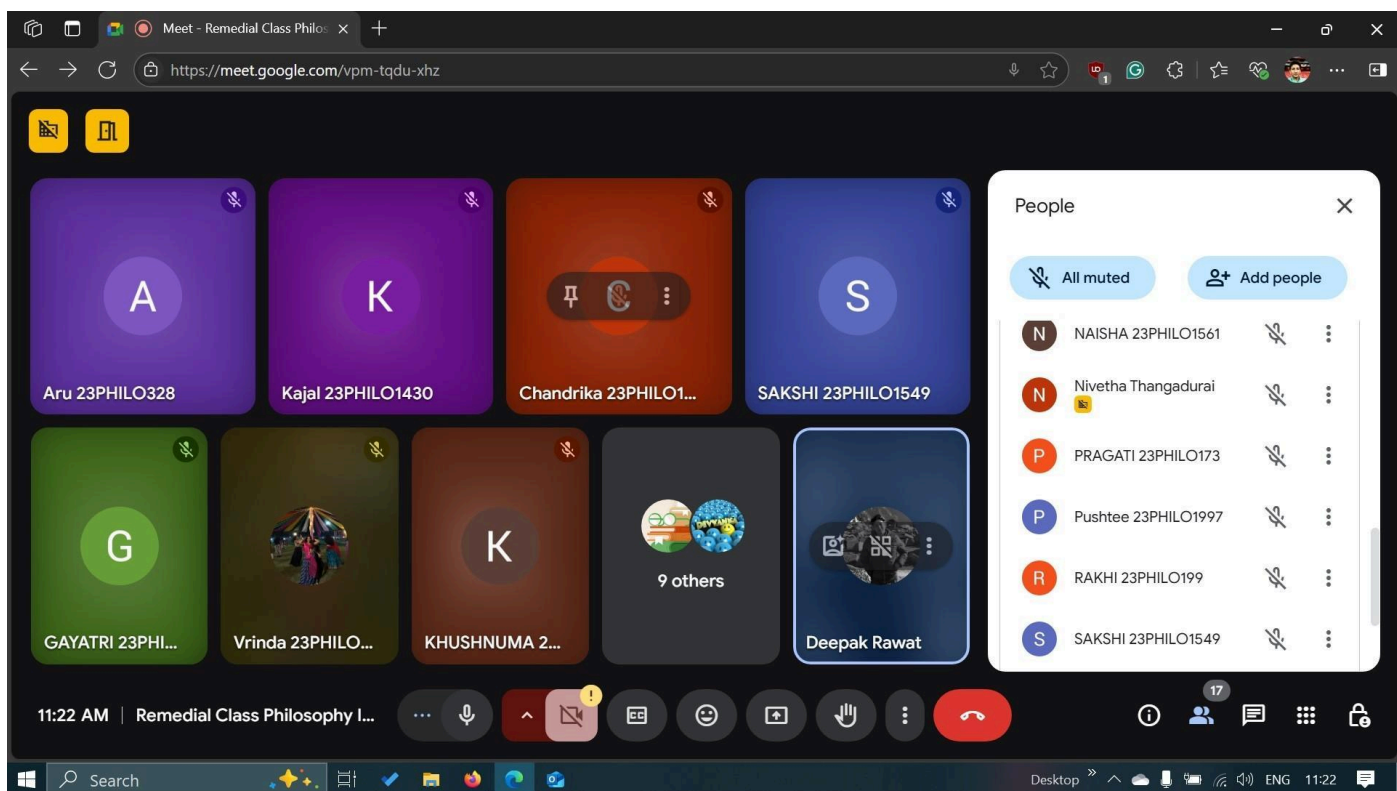 Meet - Remedial Class Philos
https://meet.google.com/vpm-tqdu-xhz
1
A
Aru 23PHILO328
K
Kajal 23PHILO1430
C
Chandrika 23PHILO1...
S
SAKSHI 23PHILO1549
G
GAYATRI 23PHI...
Vrinda 23PHILO...
K
KHUSHNUMA 2...
DEVYANI
9 others
Deepak Rawat
People
All muted
Add people
N NAISHA 23PHILO1561
N Nivetha Thangadurai
P PRAGATI 23PHILO173
P Pushtee 23PHILO1997
R RAKHI 23PHILO199
S SAKSHI 23PHILO1549
11:22 AM | Remedial Class Philosophy I...
CC
17
Search
Desktop
ENG 11:22